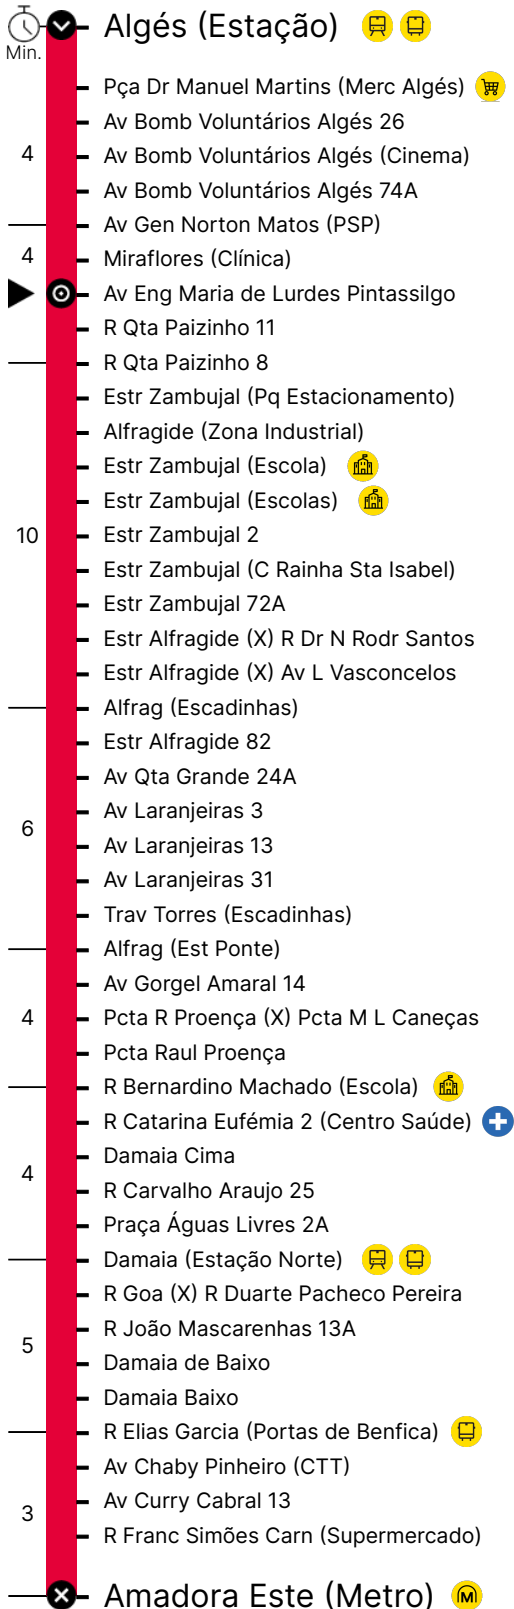 Algés (Estação)
Min.
Pça Dr Manuel Martins (Merc Algés)
Av Bomb Voluntários Algés 26
4
Av Bomb Voluntários Algés (Cinema)
Av Bomb Voluntários Algés 74A
Av Gen Norton Matos (PSP)
4
Miraflores (Clínica)
Av Eng Maria de Lurdes Pintassilgo
R Qta Paizinho 11
R Qta Paizinho 8
Estr Zambujal (Pq Estacionamento)
Alfragide (Zona Industrial)
Estr Zambujal (Escola)
Estr Zambujal (Escolas)
10
Estr Zambujal 2
Estr Zambujal (C Rainha Sta Isabel)
Estr Zambujal 72A
Estr Alfragide (X) R Dr N Rodr Santos
Estr Alfragide (X) Av L Vasconcelos
Alfrag (Escadinhas)
Estr Alfragide 82
Av Qta Grande 24A
Av Laranjeiras 3
6
Av Laranjeiras 13
Av Laranjeiras 31
Trav Torres (Escadinhas)
Alfrag (Est Ponte)
Av Gorgel Amaral 14
4
Pcta R Proença (X) Pcta M L Caneças
Pcta Raul Proença
R Bernardino Machado (Escola)
R Catarina Eufémia 2 (Centro Saúde)
Damaia Cima
4
R Carvalho Araujo 25
Praça Águas Livres 2A
Damaia (Estação Norte)
R Goa (X) R Duarte Pacheco Pereira
R João Mascarenhas 13A
5
Damaia de Baixo
Damaia Baixo
R Elias Garcia (Portas de Benfica)
Av Chaby Pinheiro (CTT)
Av Curry Cabral 13
3
R Franc Simões Carn (Supermercado)
Amadora Este (Metro) M